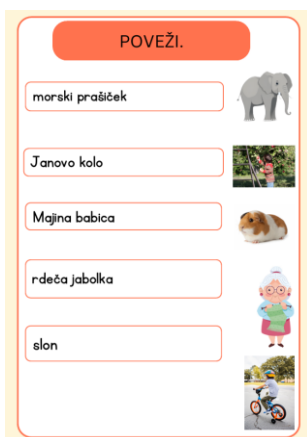 POVEŽI.
morski prašiček
Janovo kolo
Majina babica
rdeča jabolka
slon